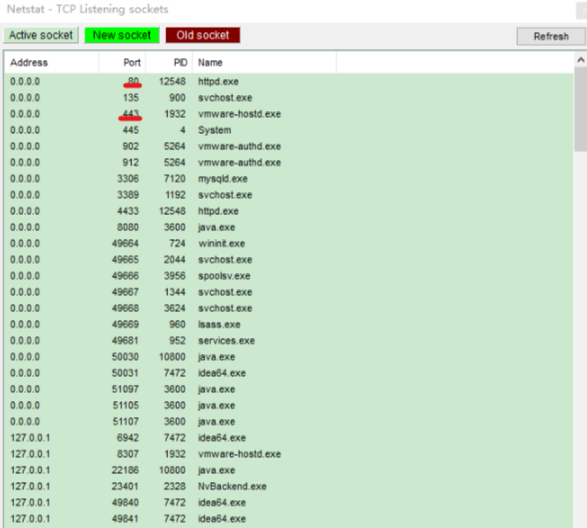 Netstat - TCP Listening sockets
Active socket New socket Old socket Refresh
Address Port PID Name
0.0.0.0 80 12548 httpd.exe
0.0.0.0 135 900 svchost.exe
0.0.0.0 443 1932 vmware-hostd.exe
0.0.0.0 445 4 System
0.0.0.0 902 5264 vmware-authd.exe
0.0.0.0 912 5264 vmware-authd.exe
0.0.0.0 3306 7120 mysqld.exe
0.0.0.0 3389 1192 svchost.exe
0.0.0.0 4433 12548 httpd.exe
0.0.0.0 8080 3600 java.exe
0.0.0.0 49664 724 wininit.exe
0.0.0.0 49665 2044 svchost.exe
0.0.0.0 49666 3956 spoolsv.exe
0.0.0.0 49667 1344 svchost.exe
0.0.0.0 49668 3624 svchost.exe
0.0.0.0 49669 960 lsass.exe
0.0.0.0 49681 952 services.exe
0.0.0.0 50030 10800 java.exe
0.0.0.0 50031 7472 idea64.exe
0.0.0.0 51097 3600 java.exe
0.0.0.0 51105 3600 java.exe
0.0.0.0 51107 3600 java.exe
127.0.0.1 6942 7472 idea64.exe
127.0.0.1 8307 1932 vmware-hostd.exe
127.0.0.1 22186 10800 java.exe
127.0.0.1 23401 2328 NvBackend.exe
127.0.0.1 49840 7472 idea64.exe
127.0.0.1 49841 7472 idea64.exe